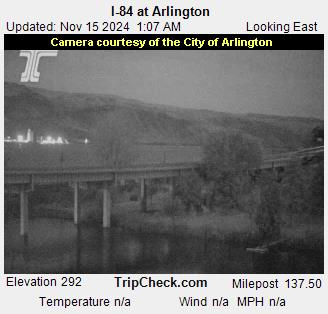 I-84 at Arlington
Updated: Nov 15 2024 1:07 AM Looking East
Camera courtesy of the City of Arlington
Elevation 292 TripCheck.com Milepost 137.50
Temperature n/a Wind n/a MPH n/a